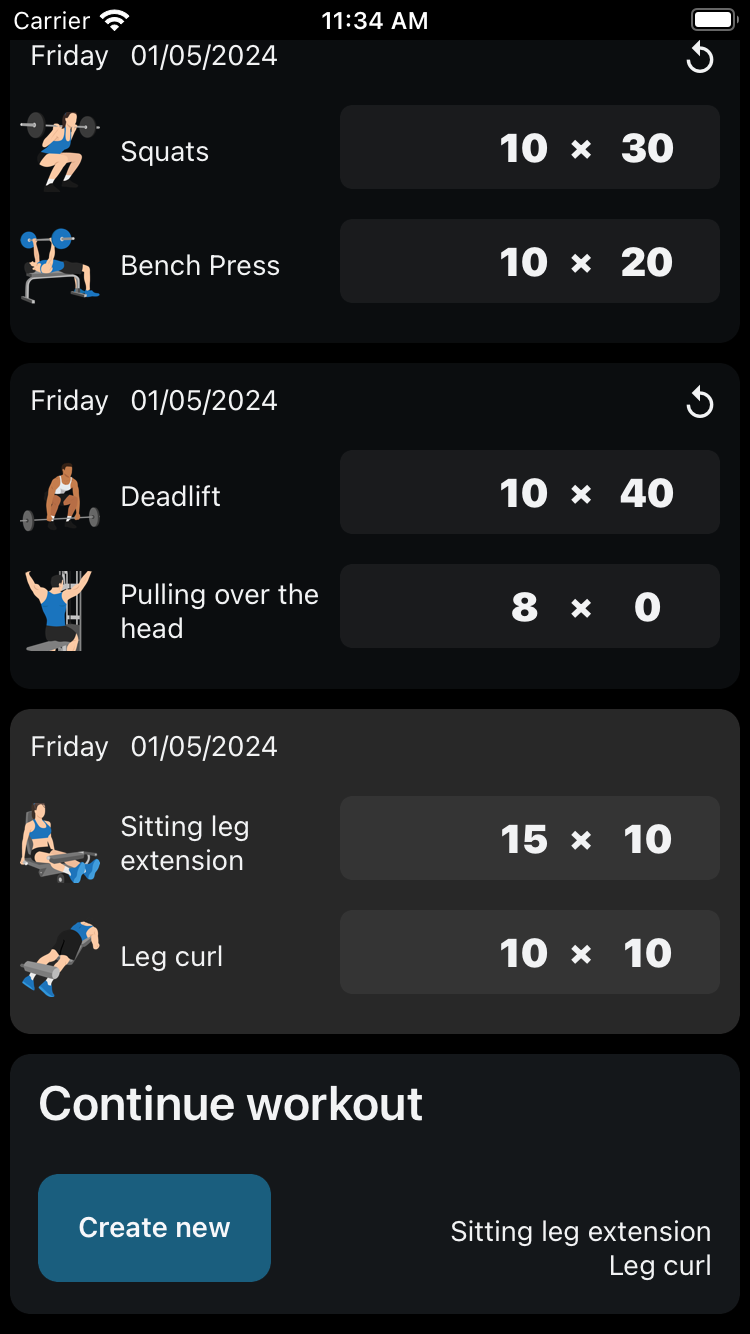 Carrier 11:34 AM
Friday 01/05/2024
Squats 10 × 30
Bench Press 10 × 20
Friday 01/05/2024
Deadlift 10 × 40
Pulling over the
head
8 × 0
Friday 01/05/2024
Sitting leg
extension
15 × 10
Leg curl 10 × 10
Continue workout
Create new
Sitting leg extension
Leg curl